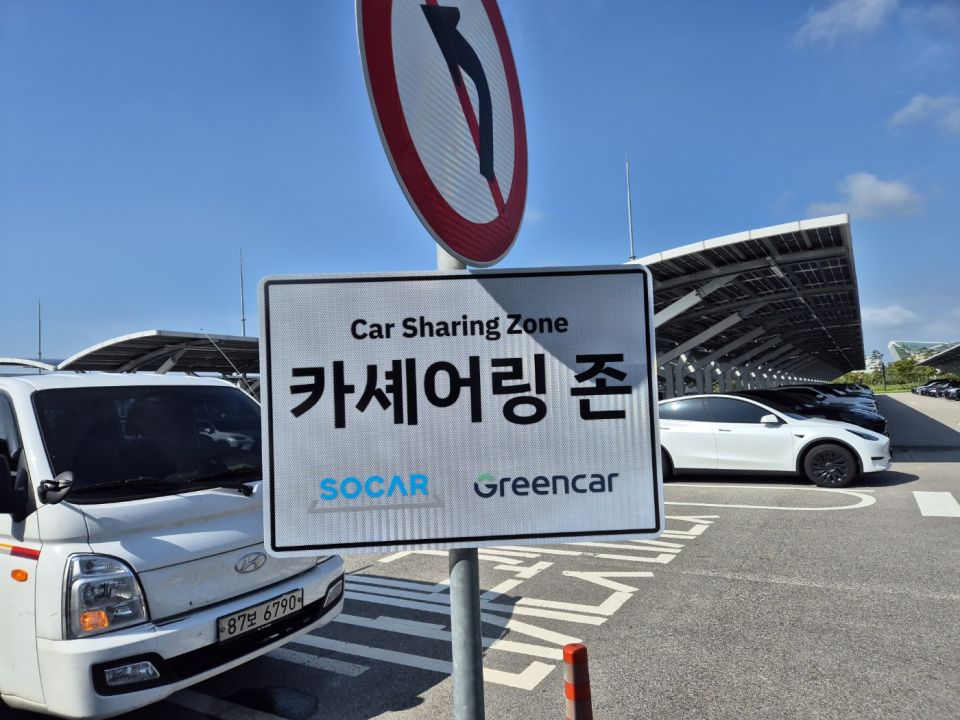 Car Sharing Zone
카셰어링 존
SOCAR Greencar
87보 6790